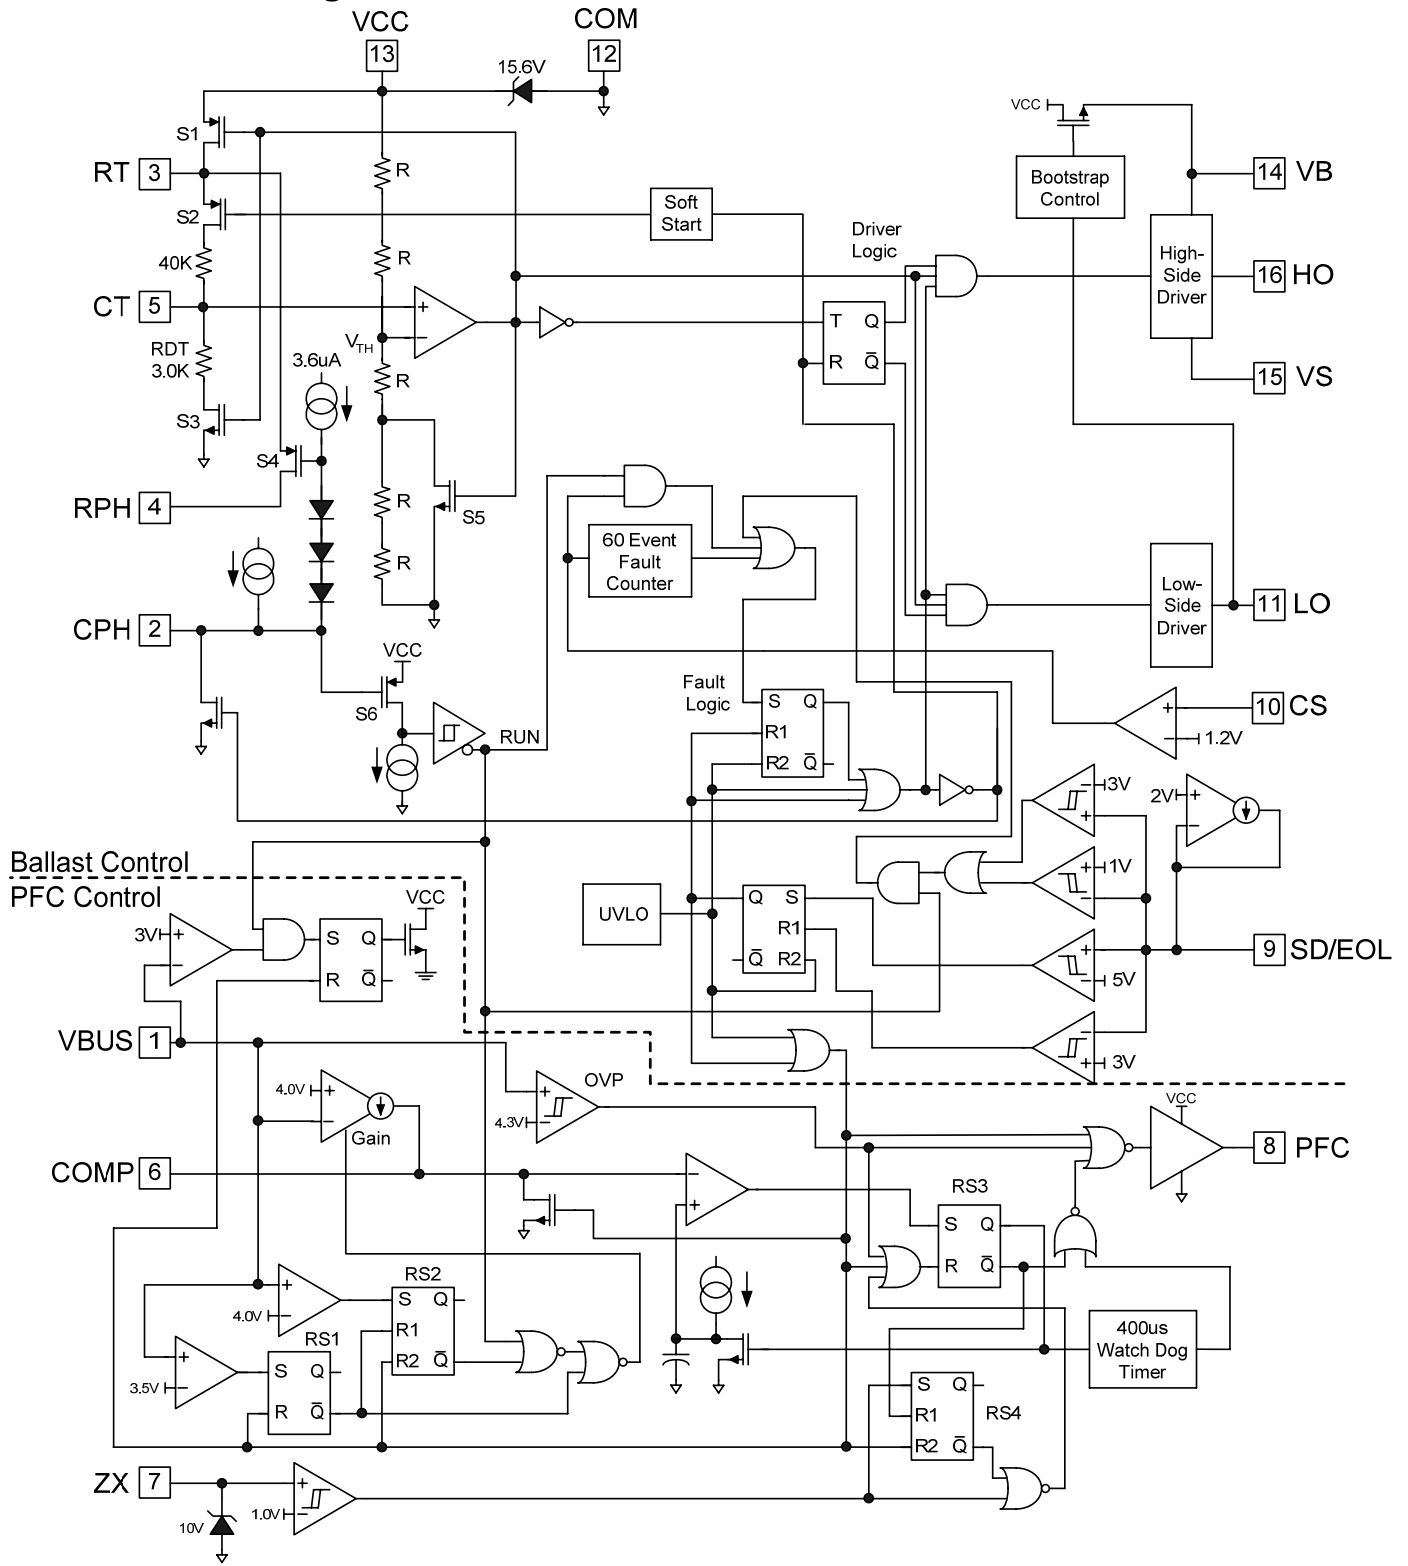 VCC
COM
13
12
15.6V
VCC
S1
R
RT 3
14 VB
Bootstrap
Control
S2
Soft
Start
Driver
Logic
R
40K
High-
Side
Driver
16 HO
CT 5
+
T Q
VTH
−
RDT
3.0K
3.6uA
R
R Q̅
15 VS
S3
S4
R
S5
RPH 4
60 Event
Fault
Counter
R
Low-
Side
Driver
11 LO
CPH 2
VCC
Fault
Logic
S Q
R1
R2 Q̅
+
−
1.2V
10 CS
S6
RUN
− 3V
+
2V +
−
Ballast Control
PFC Control
1V
−
+
VCC
UVLO
Q S
R1
Q̅ R2
3V +
−
S Q
R Q̅
+
−
5V
9 SD/EOL
VBUS 1
−
+ 3V
4.0V +
−
Gain
OVP
+
4.3V −
VCC
8 PFC
COMP 6
−
+
RS3
S Q
R Q̅
+
4.0V −
RS2
S Q
R1
R2 Q̅
RS1
+
3.5V −
S Q
R Q̅
400us
Watch Dog
Timer
S Q
R1
R2 Q̅
RS4
ZX 7
+
1.0V −
10V